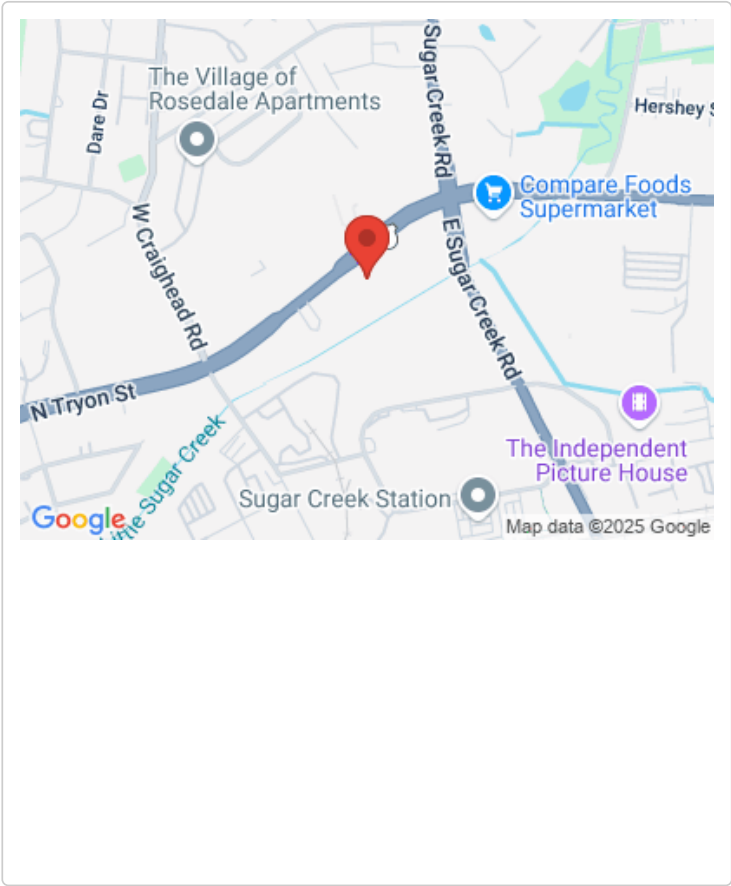 Sugar Creek Rd
The Village of
Rosedale Apartments
Dare Dr
Hershey S
Compare Foods
Supermarket
W Craighead Rd
E Sugar Creek Rd
N Tryon St
The Independent
Picture House
Little Sugar Creek
Sugar Creek Station
Google
Map data ©2025 Google